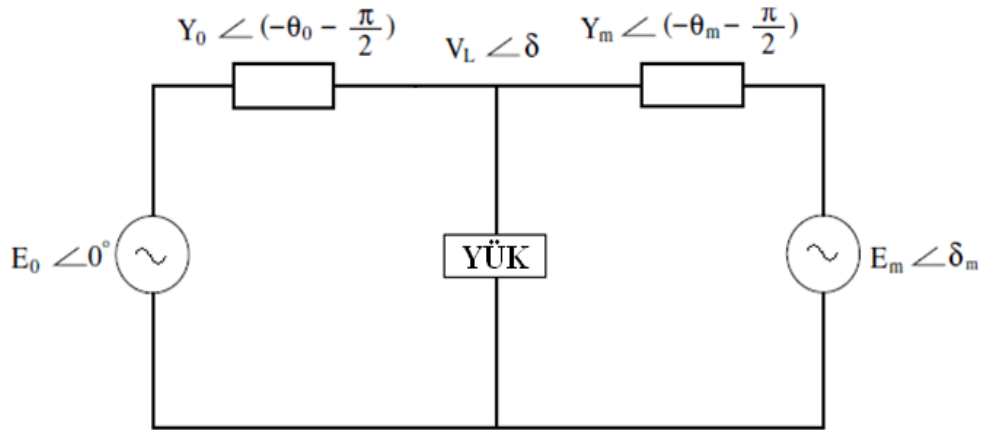 Y₀ ∠ (-θ₀ - π/2)
V_L ∠δ
Y_m ∠ (-θ_m - π/2)
E₀ ∠0°
YÜK
E_m ∠δ_m